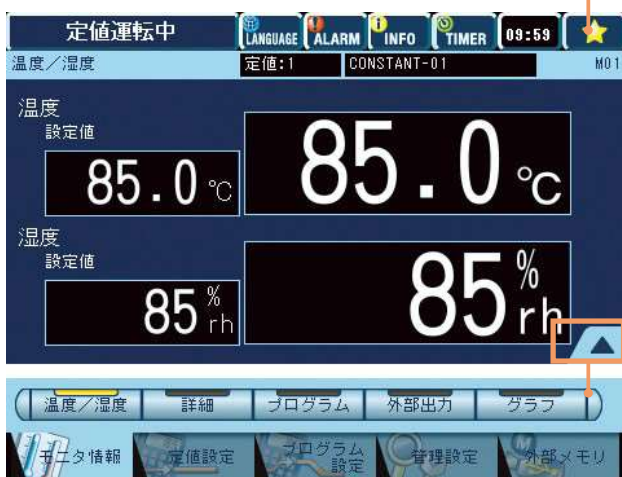 定値運転中 LANGUAGE ALARM INFO TIMER 09:59
温度／湿度 定値:1 CONSTANT-01 M01
温度
設定値
85.0 ℃ 85.0 ℃
湿度
設定値
85 % rh 85 % rh
温度／湿度 詳細 プログラム 外部出力 グラフ
モニタ情報 定値設定 プログラム設定 管理設定 外部メモリ